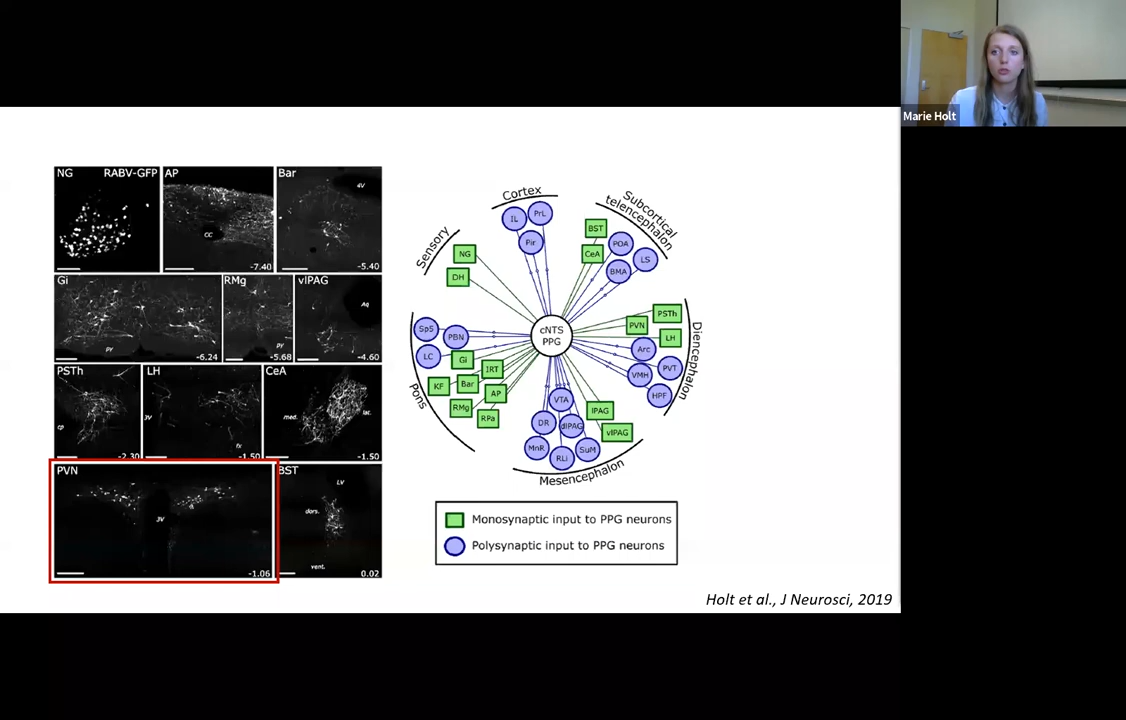 Marie Holt
NG RABV-GFP
AP
CC
-7.40
Bar
4V
-5.40
Gi
py
-6.24
RMg
py
-5.68
vlPAG
Aq
-4.60
PSTh
cp
-2.30
LH
3V
fx
-1.50
CeA
med.
lat.
-1.50
PVN
3V
-1.06
BST
LV
dors.
vent.
0.02
Sensory
NG
DH
Cortex
IL
PrL
Pir
Subcortical
telencephalon
BST
CeA
POA
BMA
LS
cNTS
PPG
Diencephalon
PSTh
PVN
LH
Arc
VMH
PVT
HPF
Mesencephalon
VTA
DR
dlPAG
MnR
RLi
SuM
lPAG
vlPAG
Pons
Sp5
PBN
LC
Gi
IRT
KF
Bar
AP
RMg
RPa
Monosynaptic input to PPG neurons
Polysynaptic input to PPG neurons
Holt et al., J Neurosci, 2019